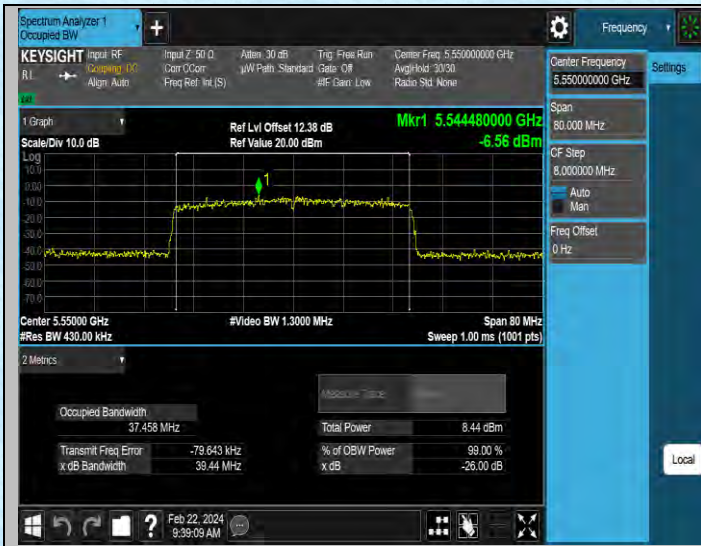 Spectrum Analyzer 1
Occupied BW
Frequency
KEYSIGHT
RL
Input: RF
Coupling: DC
Align: Auto
Input Z: 50 Ω
Corr CCorr
Freq Ref: Int (S)
Atten: 30 dB
µW Path: Standard
Trig: Free Run
Gate: Off
#IF Gain: Low
Center Freq: 5.550000000 GHz
Avg|Hold: 30/30
Radio Std: None
1 Graph
Scale/Div 10.0 dB
Ref Lvl Offset 12.38 dB
Ref Value 20.00 dBm
Mkr1 5.544480000 GHz
-6.56 dBm
Log
10.0
0.00
-10.0
-20.0
-30.0
-40.0
-50.0
-60.0
-70.0
1
Center 5.55000 GHz
#Res BW 430.00 kHz
#Video BW 1.3000 MHz
Span 80 MHz
Sweep 1.00 ms (1001 pts)
2 Metrics
Measure Trace
Occupied Bandwidth
37.458 MHz
Total Power 8.44 dBm
Transmit Freq Error -79.643 kHz
% of OBW Power 99.00 %
x dB Bandwidth 39.44 MHz
x dB -26.00 dB
Feb 22, 2024
9:39:09 AM
Center Frequency
5.550000000 GHz
Settings
Span
80.000 MHz
CF Step
8.000000 MHz
Auto
Man
Freq Offset
0 Hz
Local